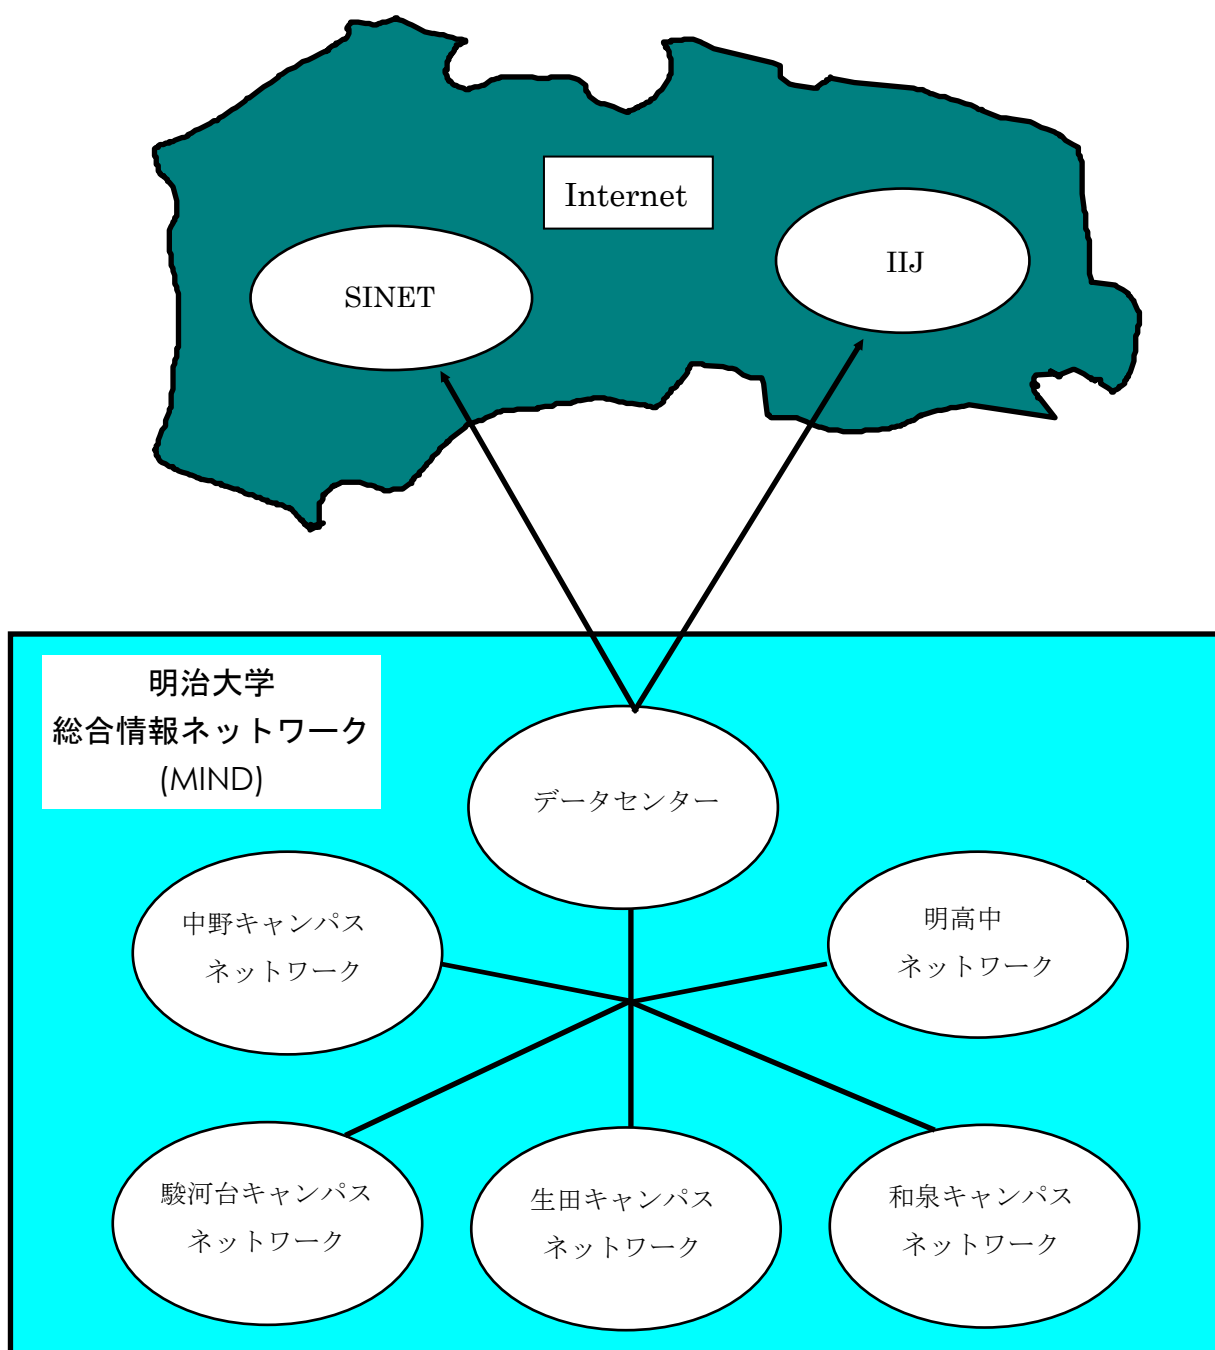 Internet
IIJ
SINET
明治大学
総合情報ネットワーク
(MIND)
データセンター
中野キャンパス
ネットワーク
明高中
ネットワーク
駿河台キャンパス
ネットワーク
生田キャンパス
ネットワーク
和泉キャンパス
ネットワーク